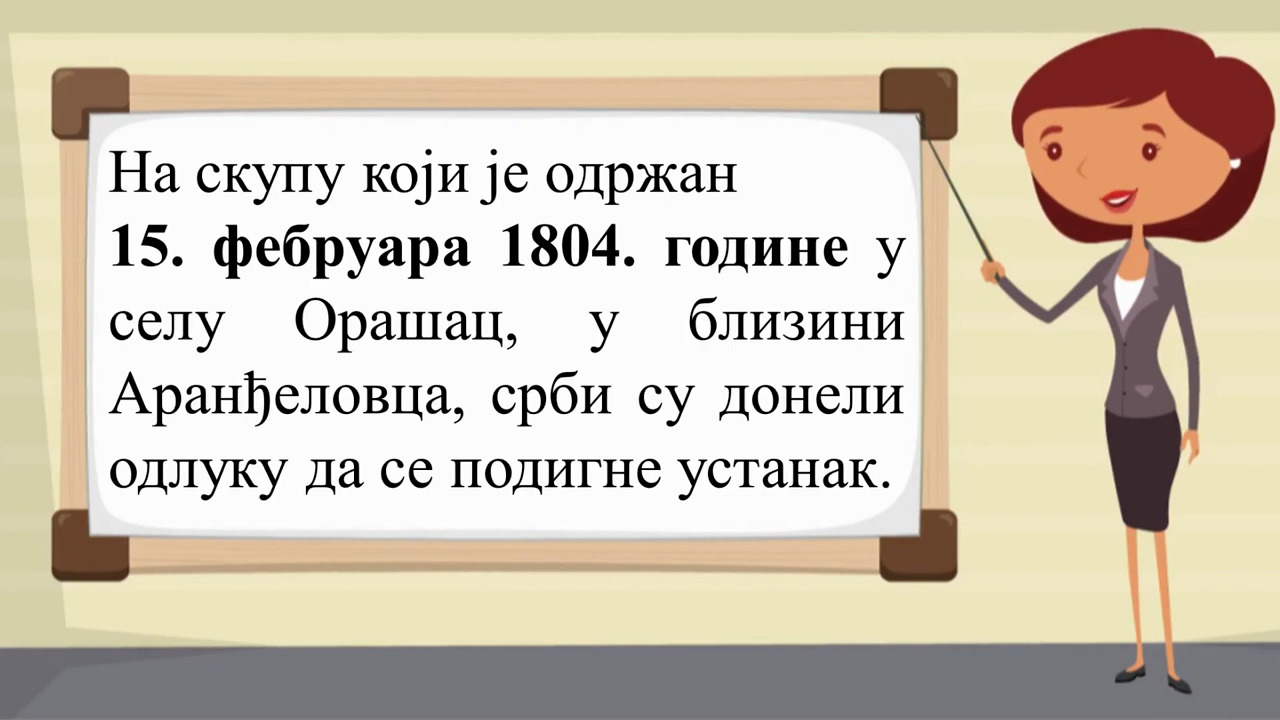 На скупу који је одржан
15. фебруара 1804. године у
селу Орашац, у близини
Аранђеловца, срби су донели
одлуку да се подигне устанак.